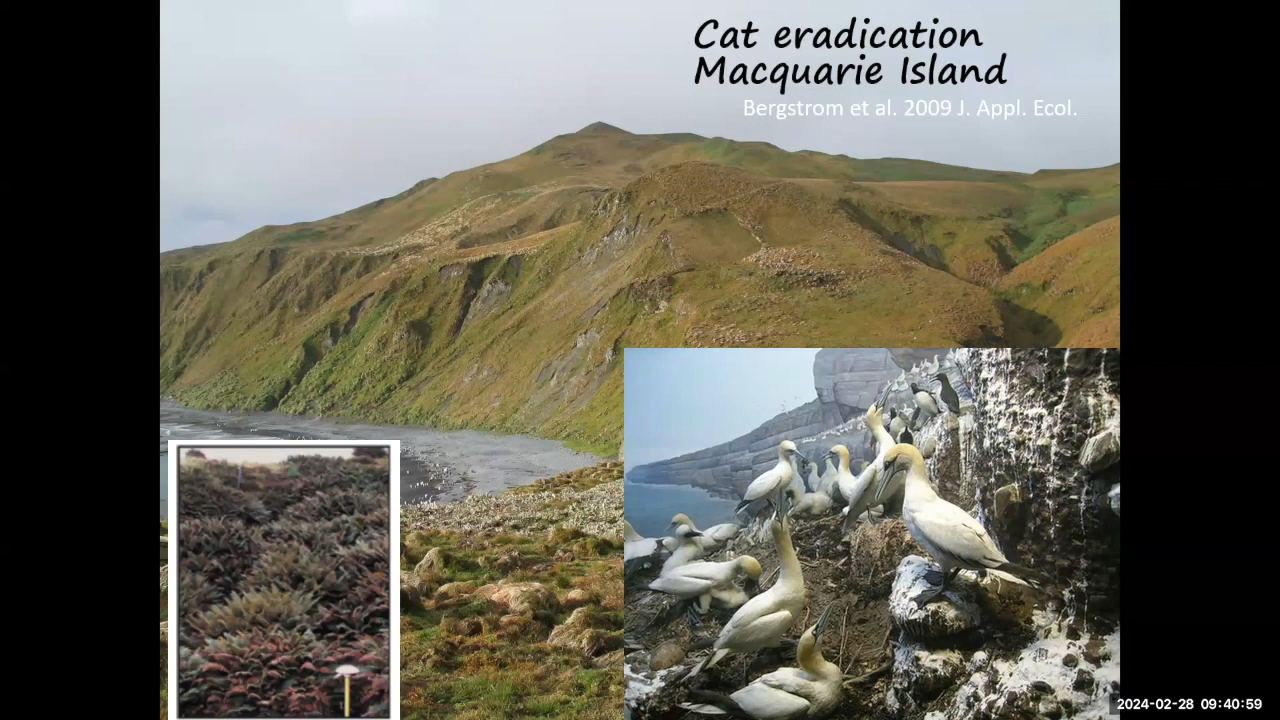 Cat eradication
Macquarie Island
Bergstrom et al. 2009 J. Appl. Ecol.
2024-02-28 09:40:59